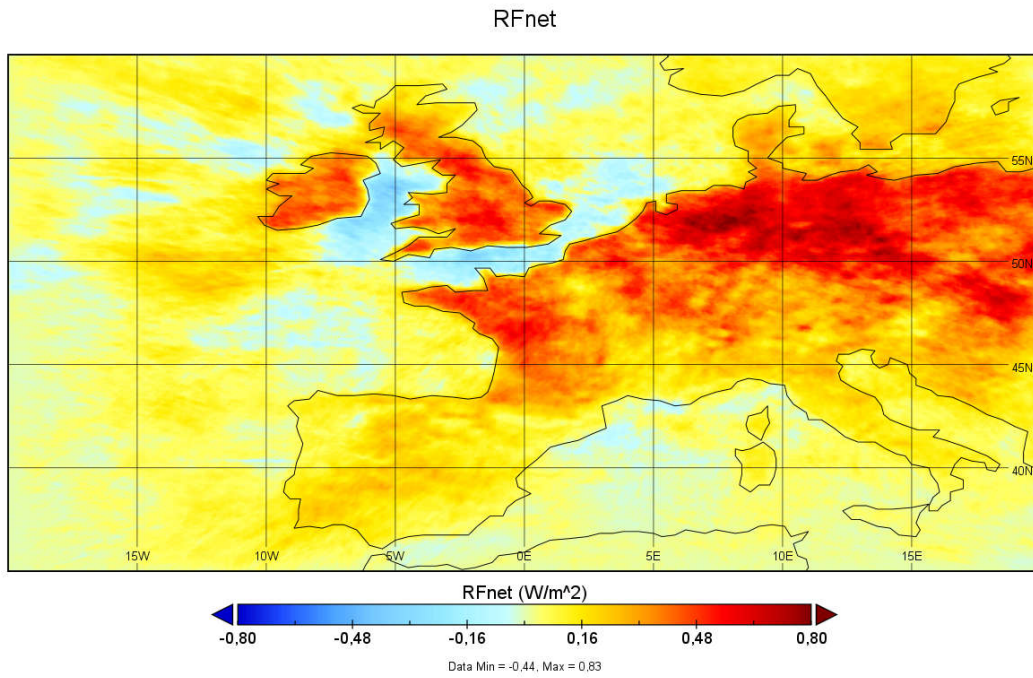 RFnet
55N
50N
45N
40N
15W 10W 5W 0E 5E 10E 15E
RFnet (W/m^2)
-0,80 -0,48 -0,16 0,16 0,48 0,80
Data Min = -0,44, Max = 0,83